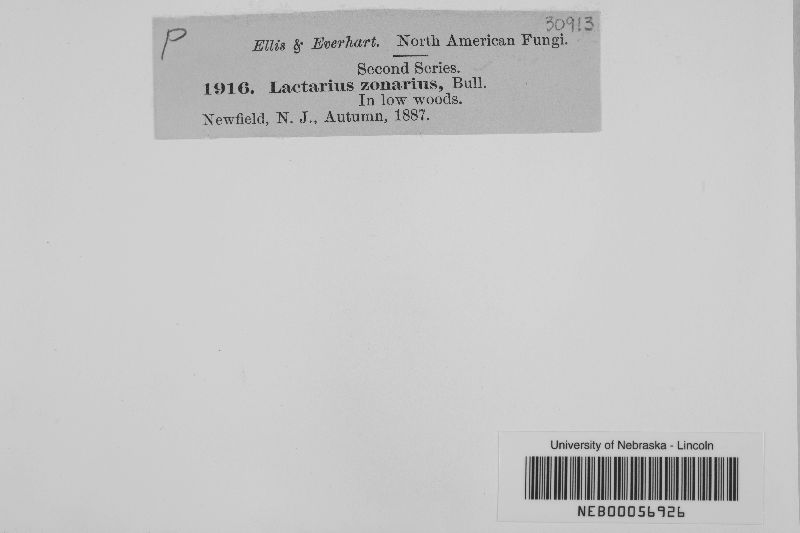 P
30913
Ellis & Everhart. North American Fungi.
Second Series.
1916. Lactarius zonarius, Bull.
In low woods.
Newfield, N. J., Autumn, 1887.
University of Nebraska - Lincoln
NEB00056926